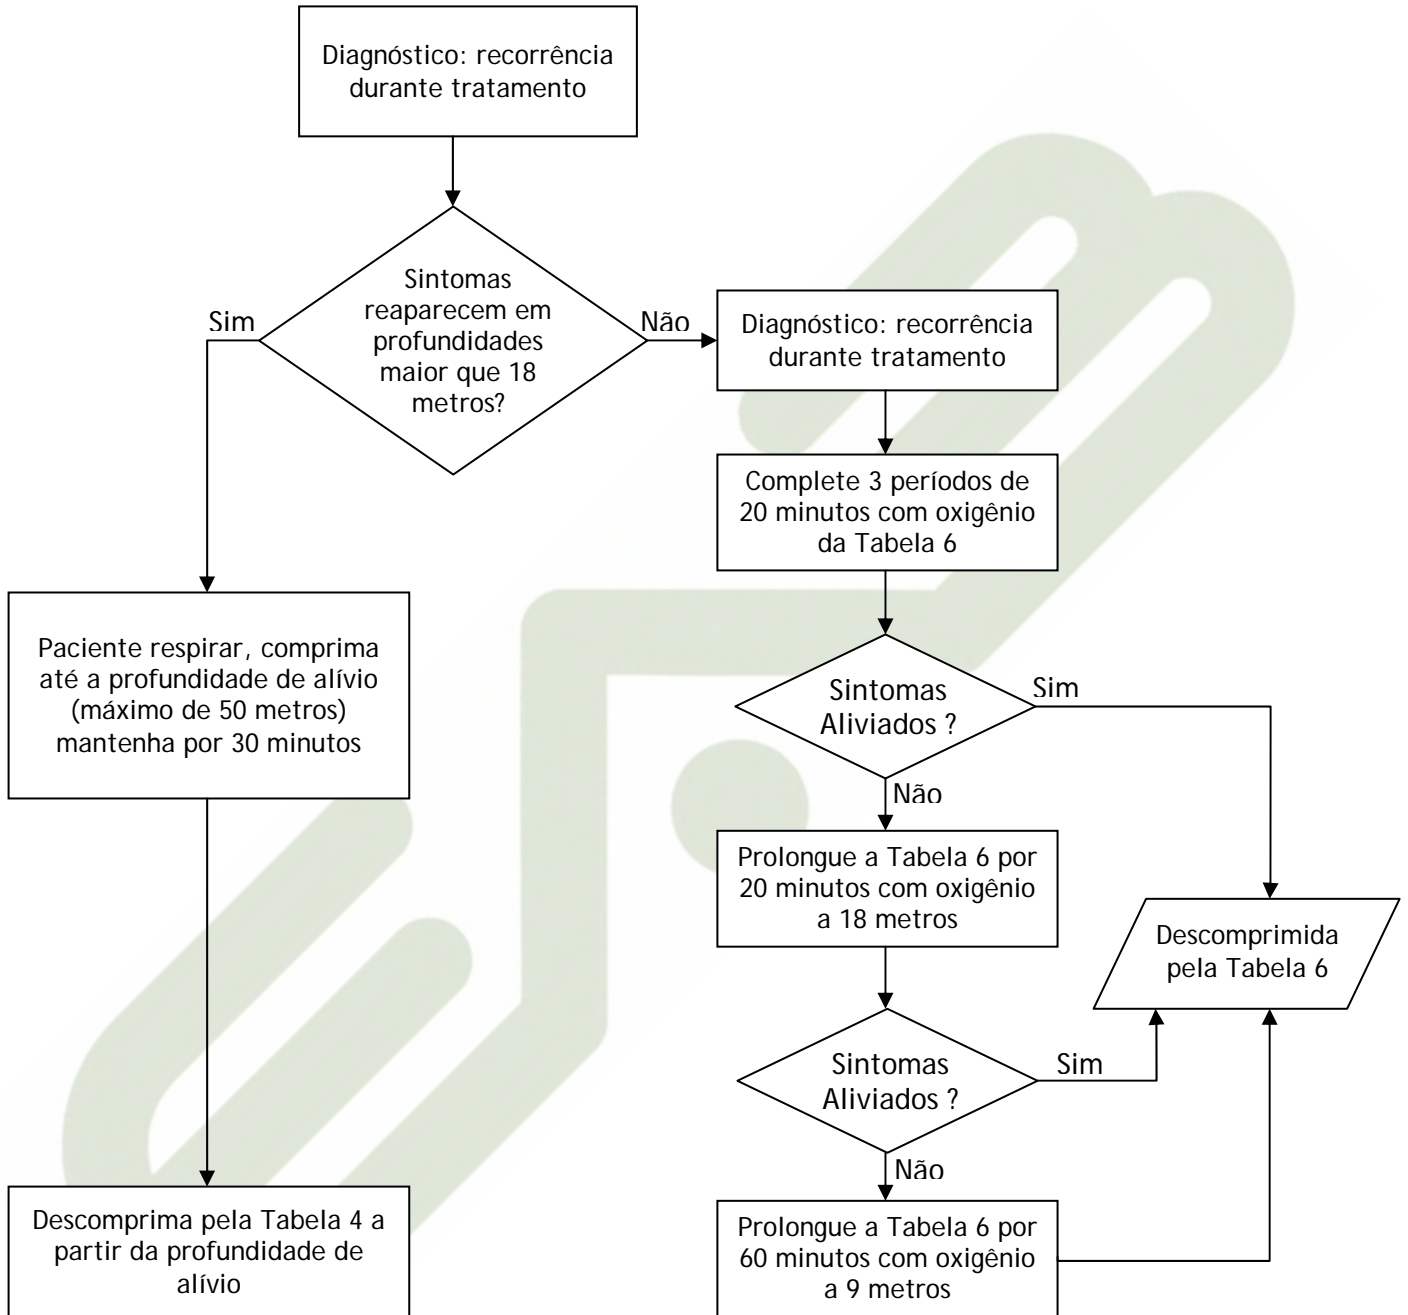 Diagnóstico: recorrência
durante tratamento
Sintomas
reaparecem em
profundidades
maior que 18
metros?
Sim
Não
Diagnóstico: recorrência
durante tratamento
Complete 3 períodos de
20 minutos com oxigênio
da Tabela 6
Paciente respirar, comprima
até a profundidade de alívio
(máximo de 50 metros)
mantenha por 30 minutos
Sintomas
Aliviados ?
Sim
Não
Prolongue a Tabela 6 por
20 minutos com oxigênio
a 18 metros
Descomprimida
pela Tabela 6
Sintomas
Aliviados ?
Sim
Não
Descomprima pela Tabela 4 a
partir da profundidade de
alívio
Prolongue a Tabela 6 por
60 minutos com oxigênio
a 9 metros